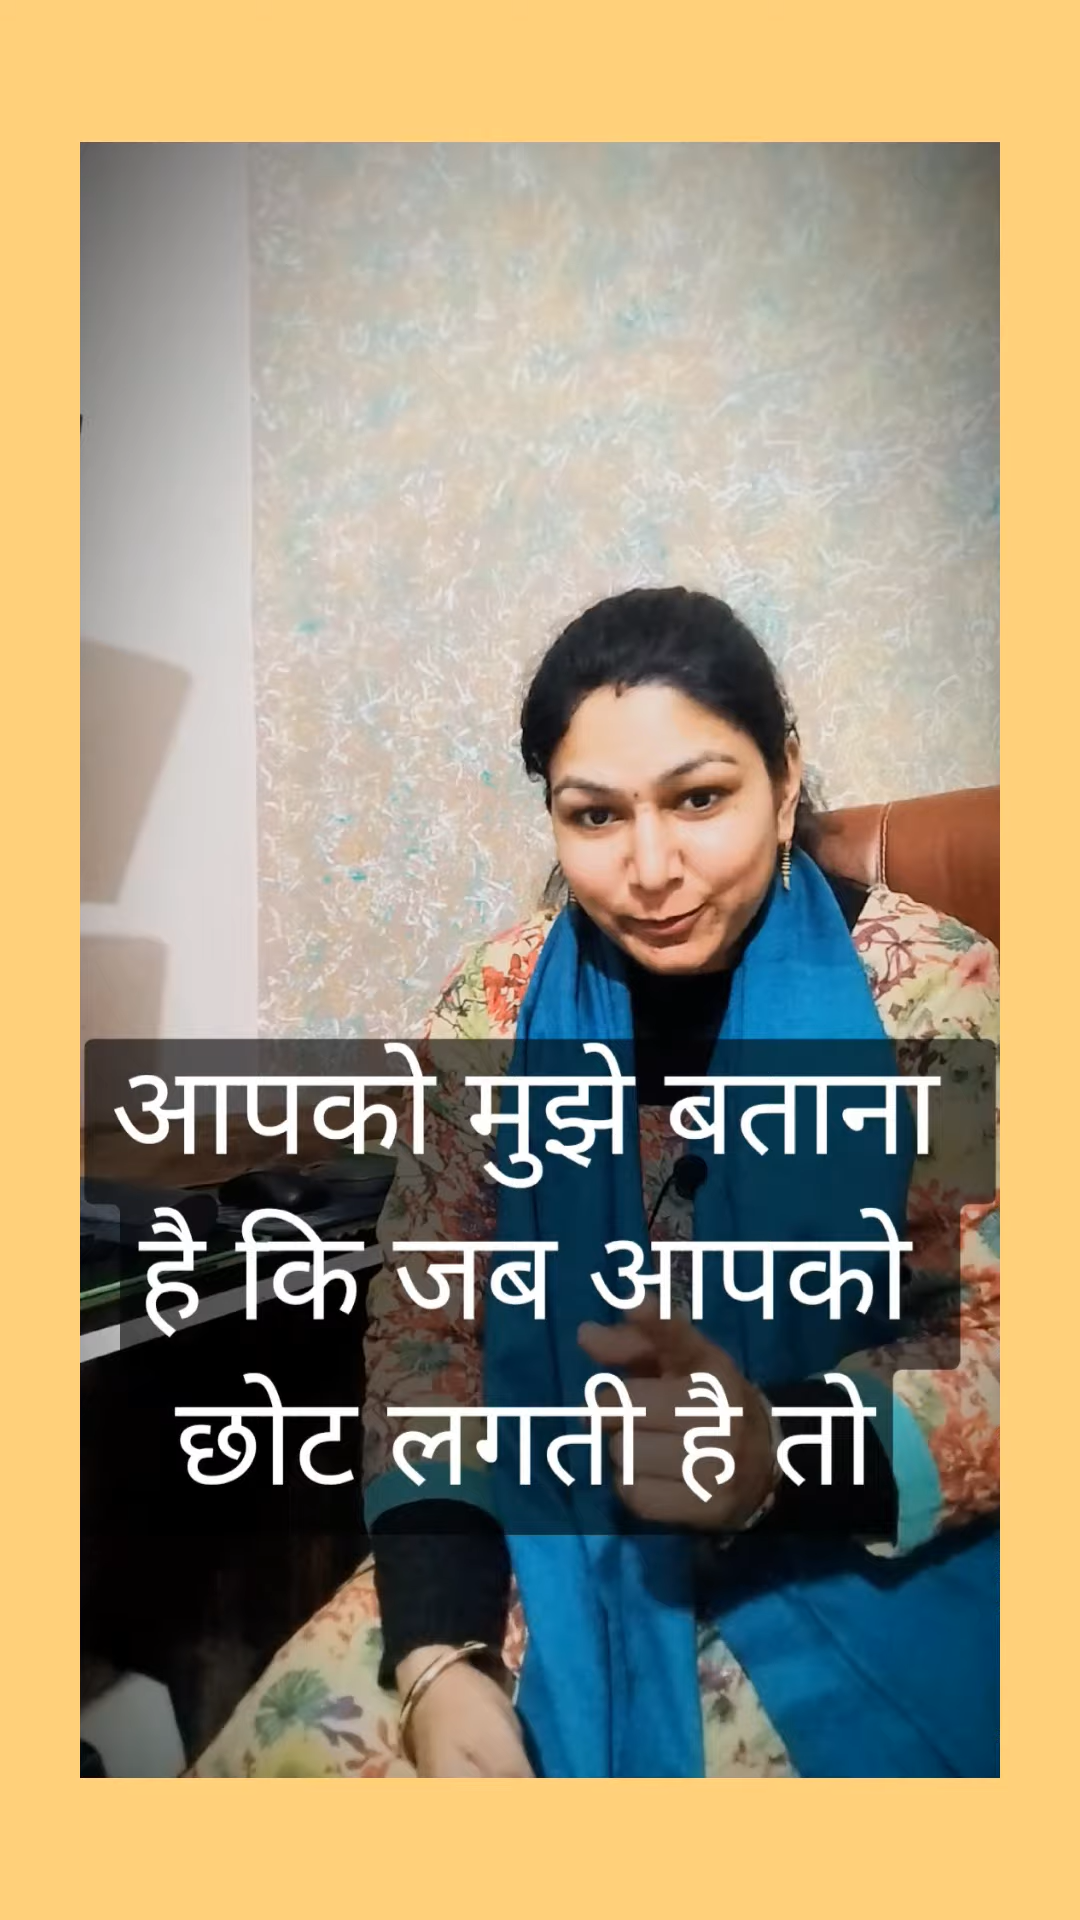 आपको मुझे बताना
है कि जब आपको
छोट लगती है तो